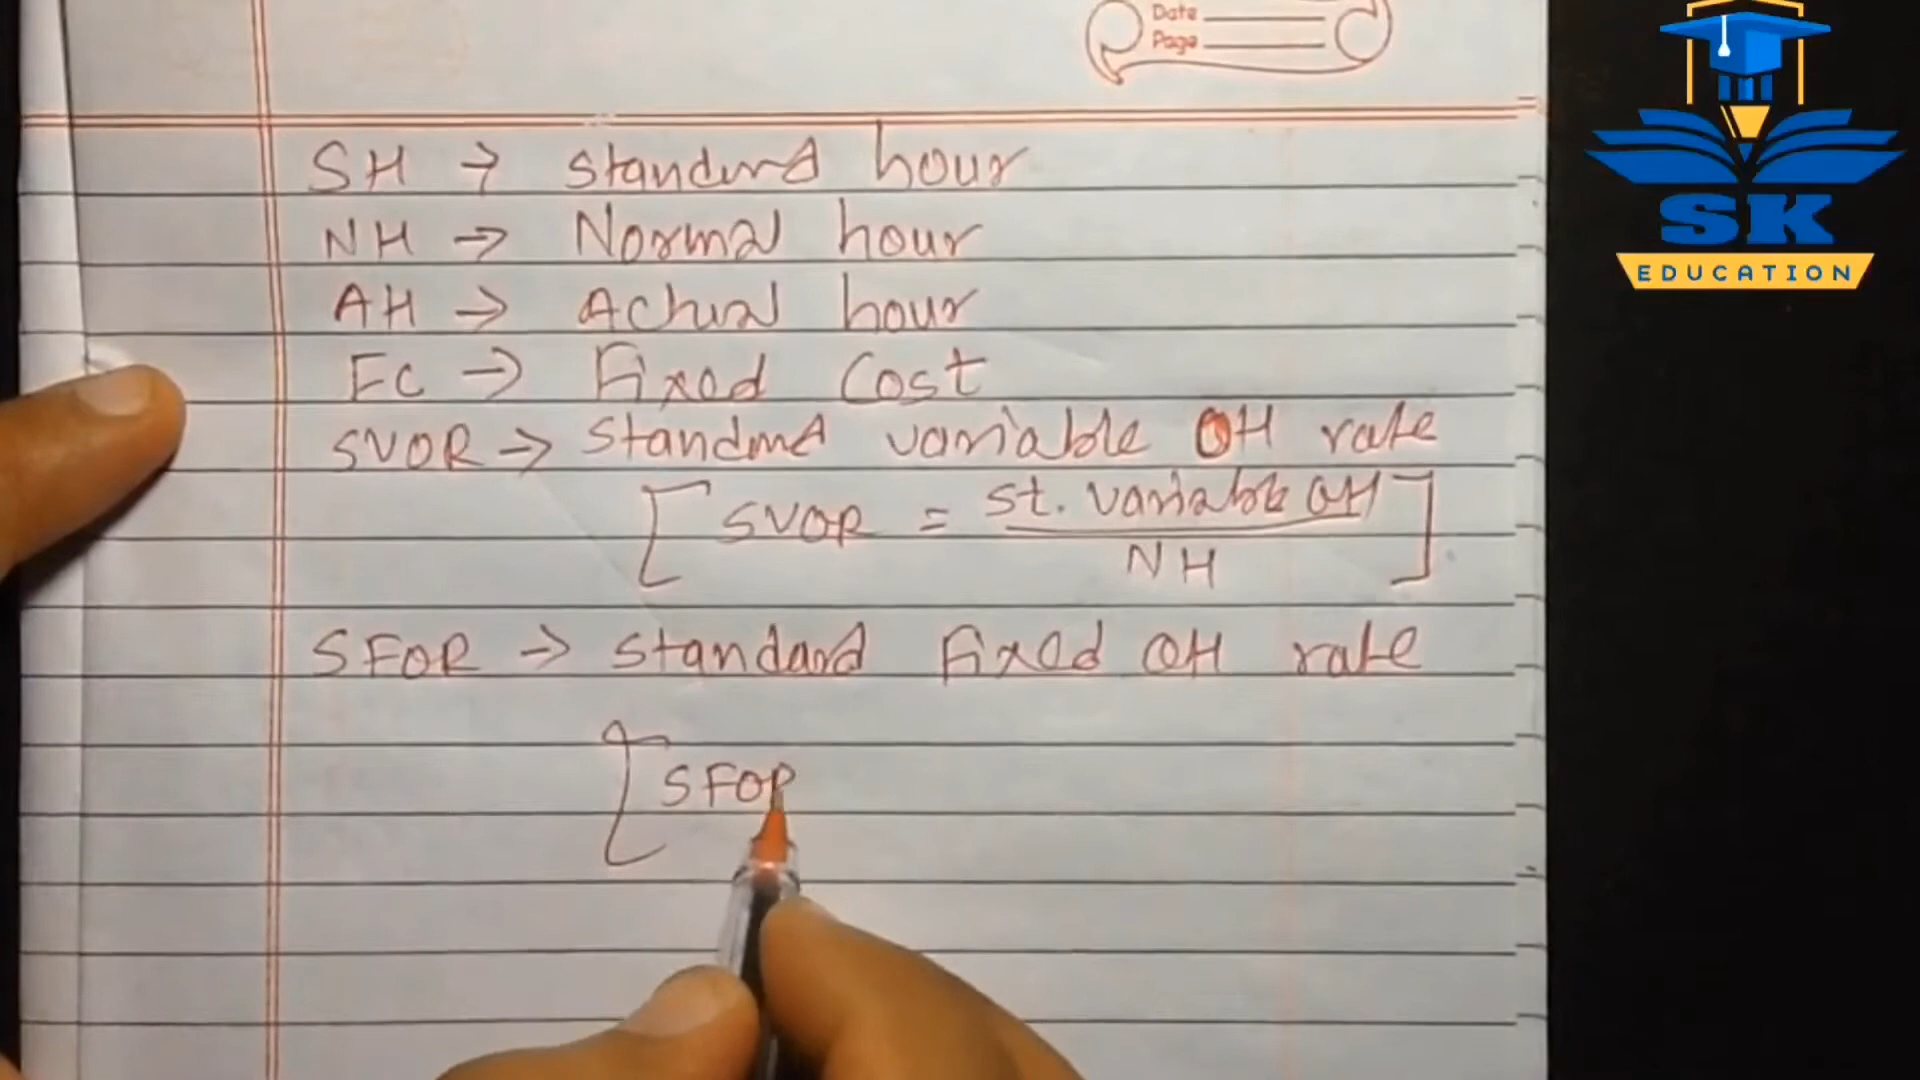 Date
Page
SH → Standard hour
NH → Normal hour
AH → Actual hour
FC → Fixed Cost
SVOR → Standard variable OH rate
[SVOR = St. variable OH / NH]
SFOR → Standard Fixed OH rate
[SFOR
SK
EDUCATION